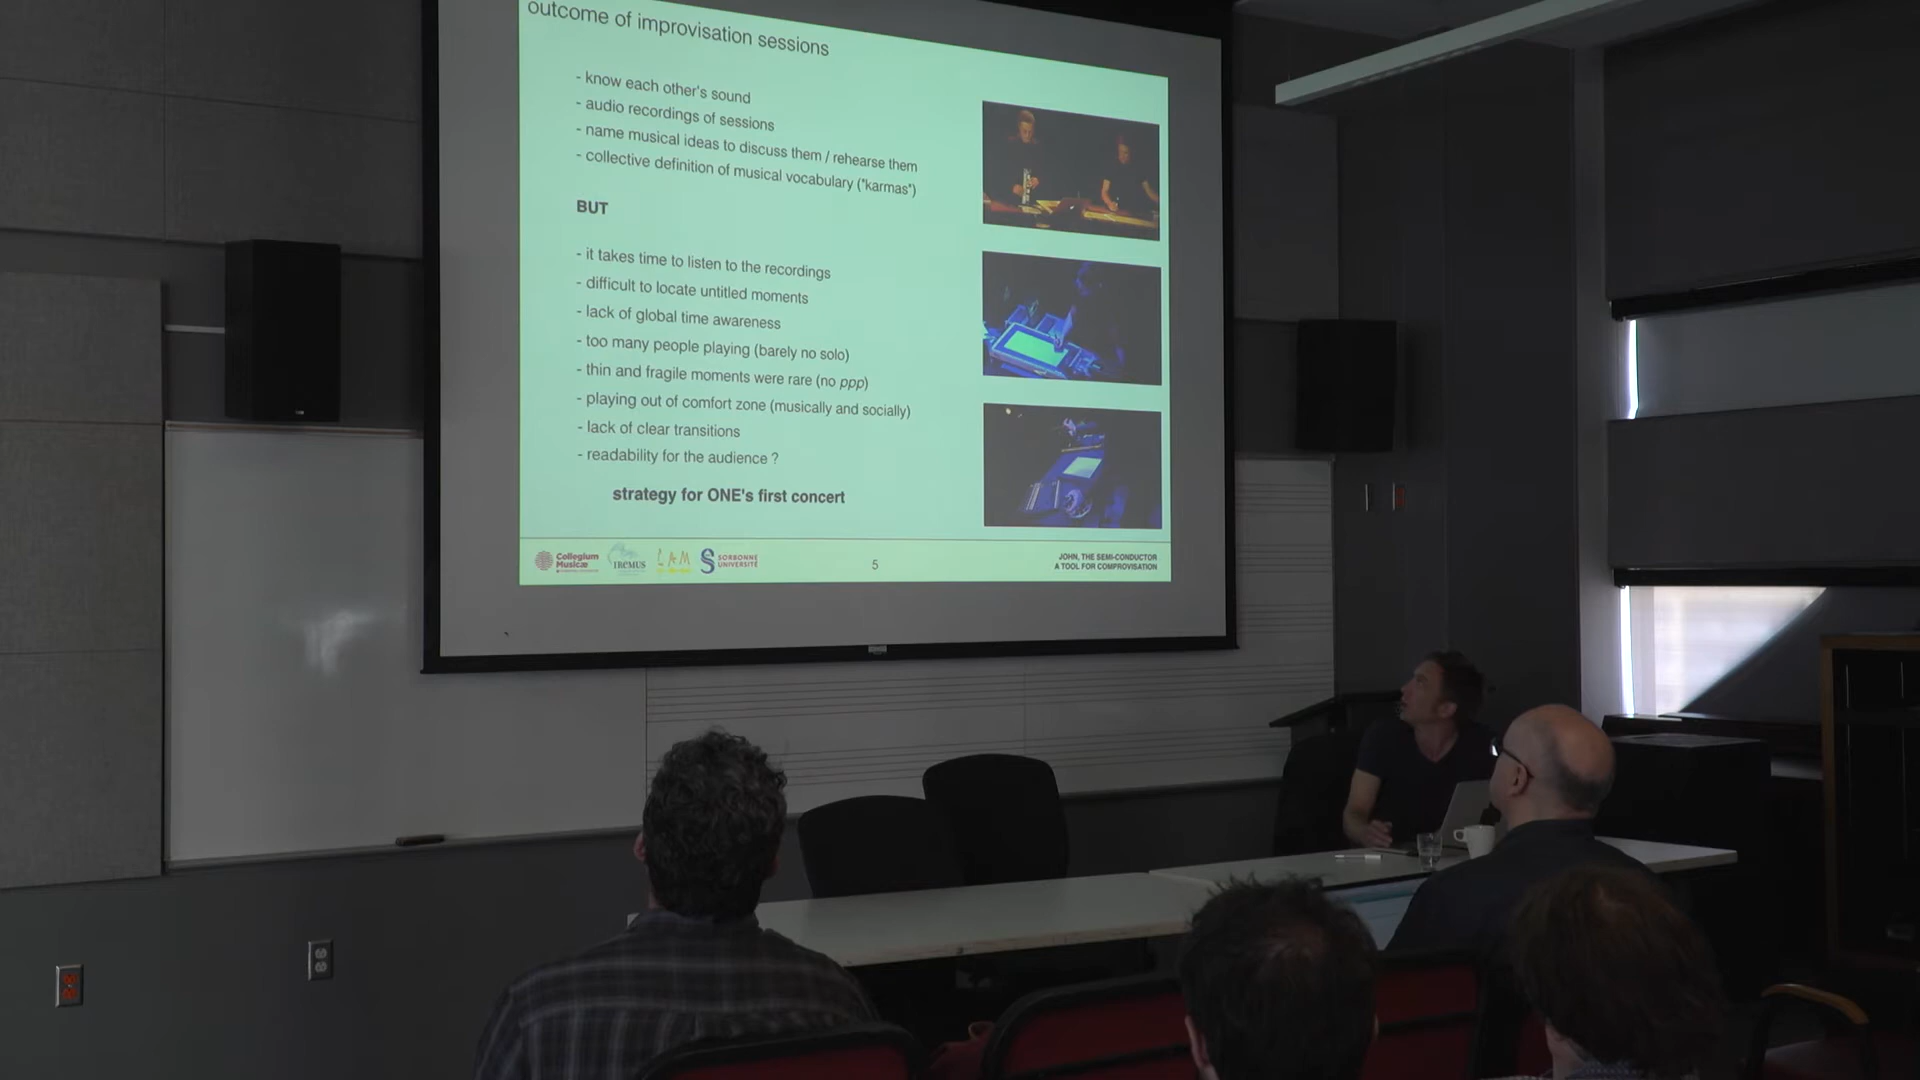 outcome of improvisation sessions
- know each other's sound
- audio recordings of sessions
- name musical ideas to discuss them / rehearse them
- collective definition of musical vocabulary ("karmas")
BUT
- it takes time to listen to the recordings
- difficult to locate untitled moments
- lack of global time awareness
- too many people playing (barely no solo)
- thin and fragile moments were rare (no ppp)
- playing out of comfort zone (musically and socially)
- lack of clear transitions
- readability for the audience ?
strategy for ONE's first concert
Collegium
Musicæ
IReMUS
LAM
SORBONNE
UNIVERSITÉ
5
JOHN, THE SEMI-CONDUCTOR
A TOOL FOR COMPROVISATION